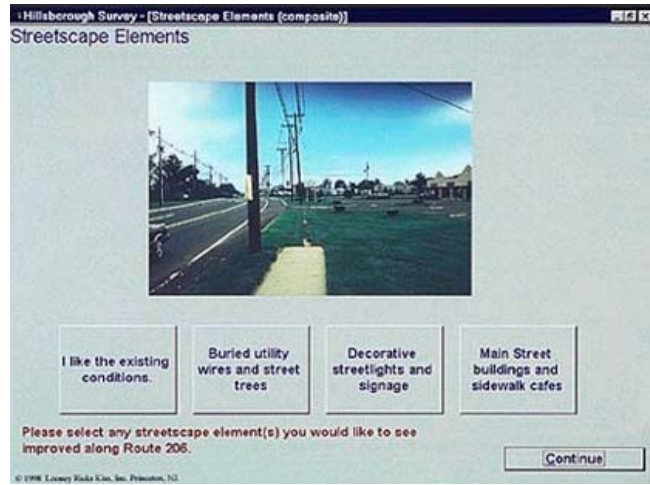 Hillsborough Survey - [Streetscape Elements (composite)]
Streetscape Elements
I like the existing
conditions.
Buried utility
wires and street
trees
Decorative
streetlights and
signage
Main Street
buildings and
sidewalk cafes
Please select any streetscape element(s) you would like to see
improved along Route 206.
Continue
© 1998 Looney Ricks Kiss, Inc. Princeton, NJ.